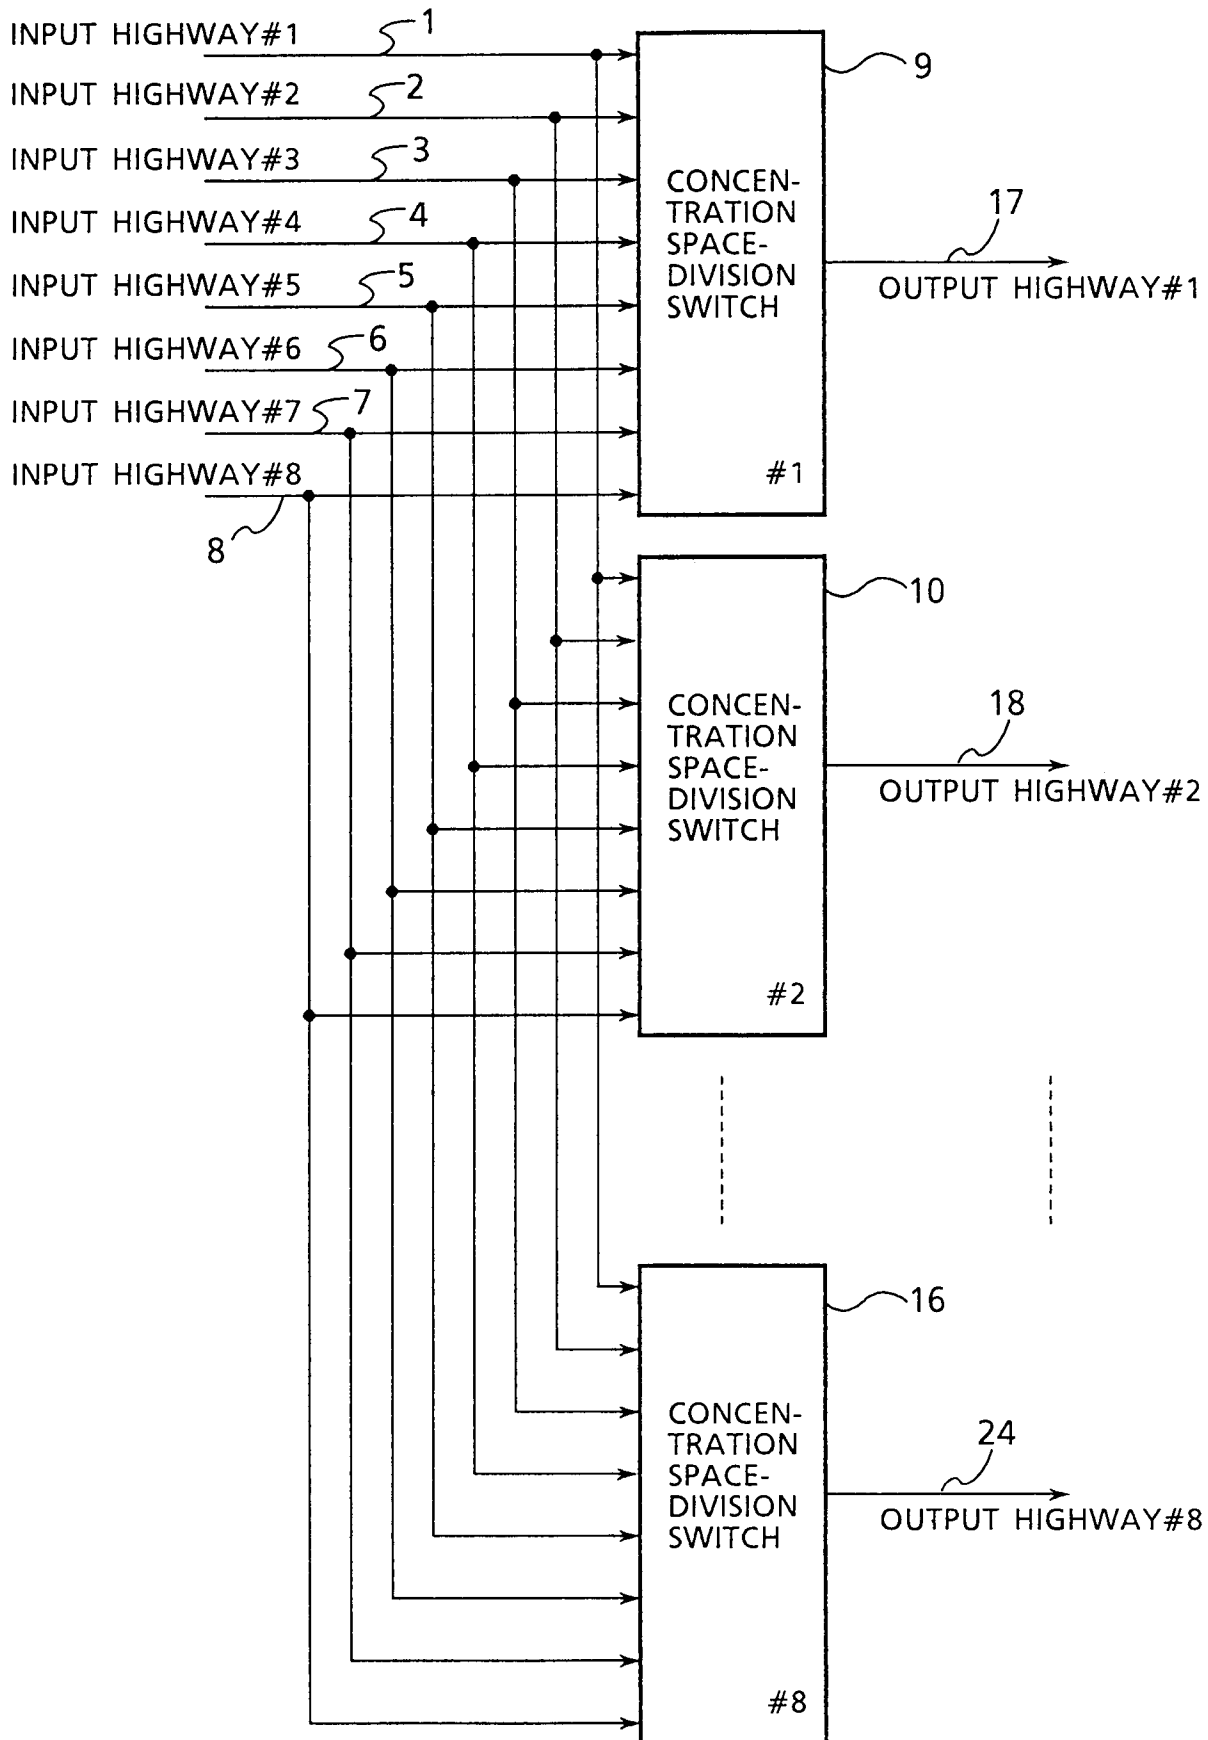 INPUT HIGHWAY#1
1
INPUT HIGHWAY#2
2
INPUT HIGHWAY#3
3
INPUT HIGHWAY#4
4
INPUT HIGHWAY#5
5
INPUT HIGHWAY#6
6
INPUT HIGHWAY#7
7
INPUT HIGHWAY#8
8
9
CONCEN-
TRATION
SPACE-
DIVISION
SWITCH
#1
17
OUTPUT HIGHWAY#1
10
CONCEN-
TRATION
SPACE-
DIVISION
SWITCH
#2
18
OUTPUT HIGHWAY#2
16
CONCEN-
TRATION
SPACE-
DIVISION
SWITCH
#8
24
OUTPUT HIGHWAY#8